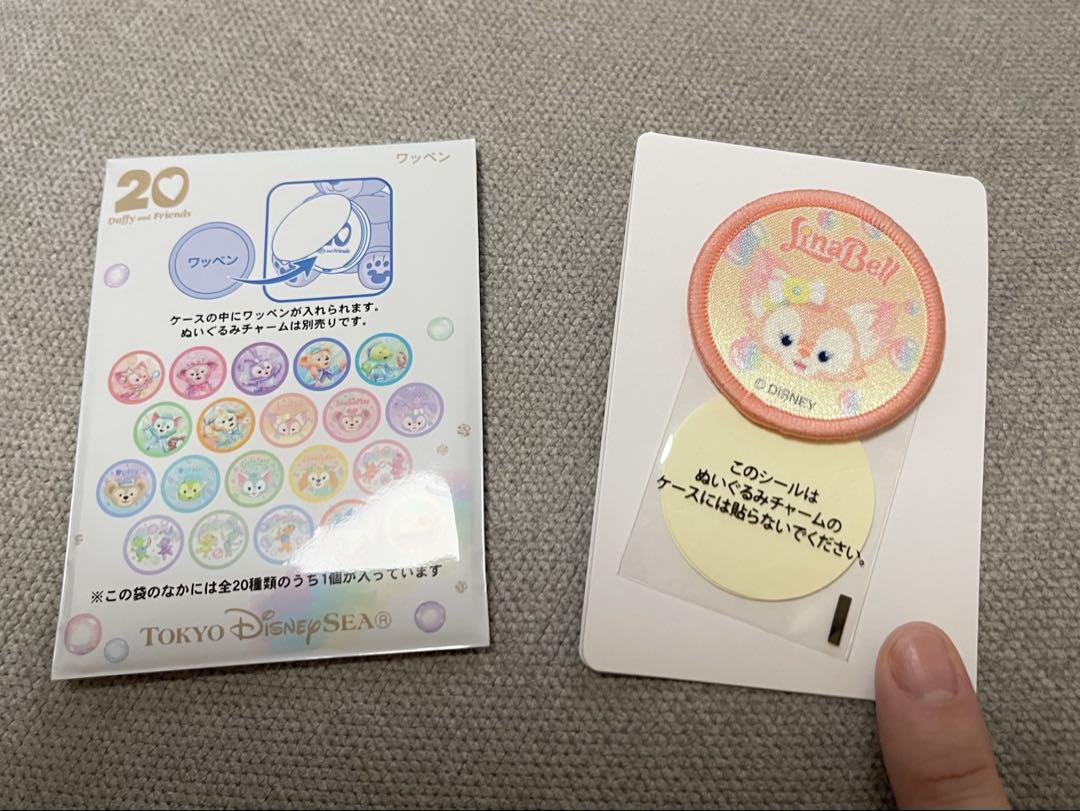 ワッペン
20
Duffy and Friends
ワッペン
ケースの中にワッペンが入れられます。
ぬいぐるみチャームは別売りです。
※この袋のなかには全20種類のうち1個が入っています
TOKYO DISNEYSEA®
LinaBell
© DISNEY
このシールは
ぬいぐるみチャームの
ケースには貼らないでください。